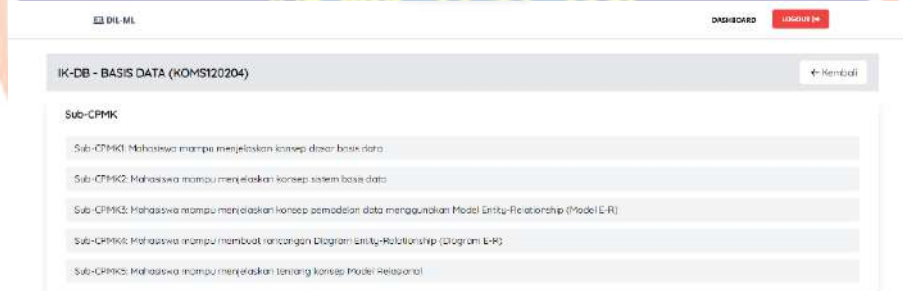 DIL-ML
DASHBOARD
LOGOUT
IK-DB - BASIS DATA (KOMS120204)
← Kembali
Sub-CPMK
Sub-CPMK1: Mahasiswa mampu menjelaskan konsep dasar basis data
Sub-CPMK2: Mahasiswa mampu menjelaskan konsep sistem basis data
Sub-CPMK3: Mahasiswa mampu menjelaskan konsep pemodelan data menggunakan Model Entity-Relationship (Model E-R)
Sub-CPMK4: Mahasiswa mampu membuat rancangan Diagram Entity-Relationship (Diagram E-R)
Sub-CPMK5: Mahasiswa mampu menjelaskan tentang konsep Model Relasional